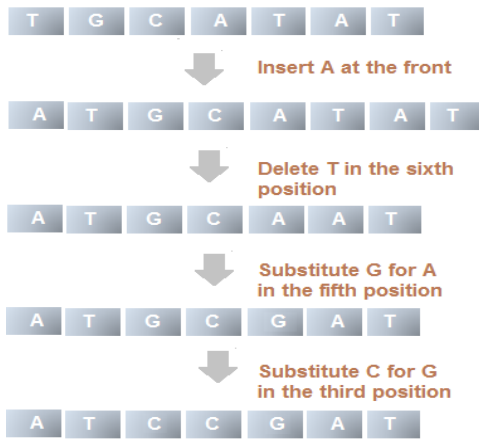 T G C A T A T
Insert A at the front
A T G C A T A T
Delete T in the sixth
position
A T G C A A T
Substitute G for A
in the fifth position
A T G C G A T
Substitute C for G
in the third position
A T C C G A T